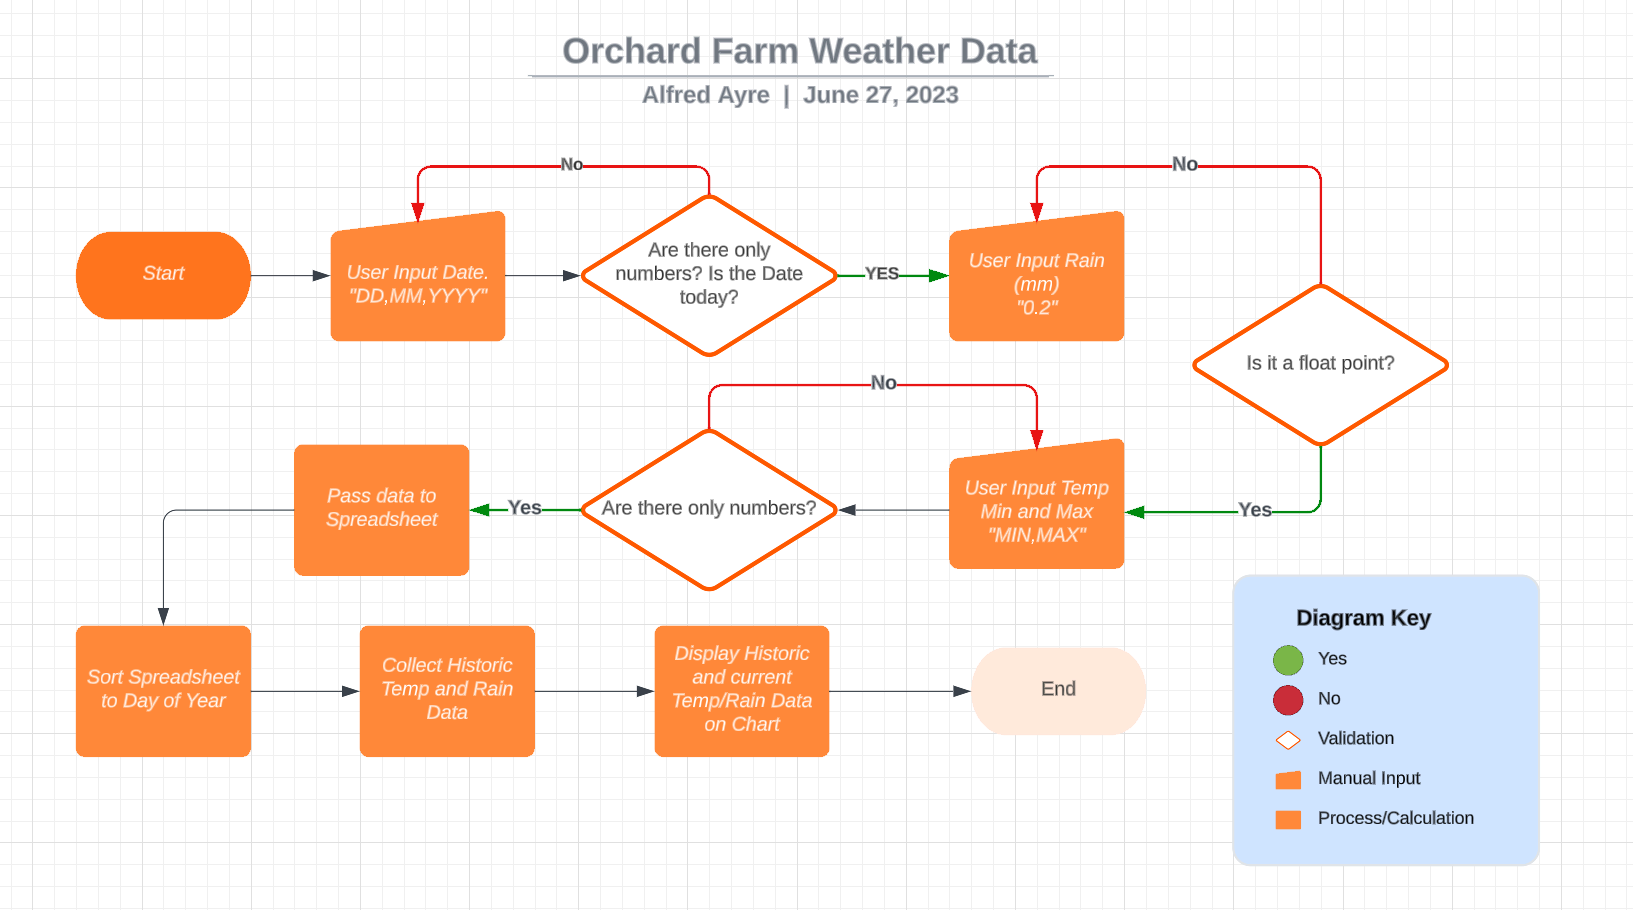 Orchard Farm Weather Data
Alfred Ayre | June 27, 2023
No
No
Start
User Input Date.
"DD,MM,YYYY"
Are there only
numbers? Is the Date
today?
YES
User Input Rain
(mm)
"0.2"
Is it a float point?
No
Pass data to
Spreadsheet
Yes
Are there only numbers?
User Input Temp
Min and Max
"MIN,MAX"
Yes
Sort Spreadsheet
to Day of Year
Collect Historic
Temp and Rain
Data
Display Historic
and current
Temp/Rain Data
on Chart
End
Diagram Key
Yes
No
Validation
Manual Input
Process/Calculation